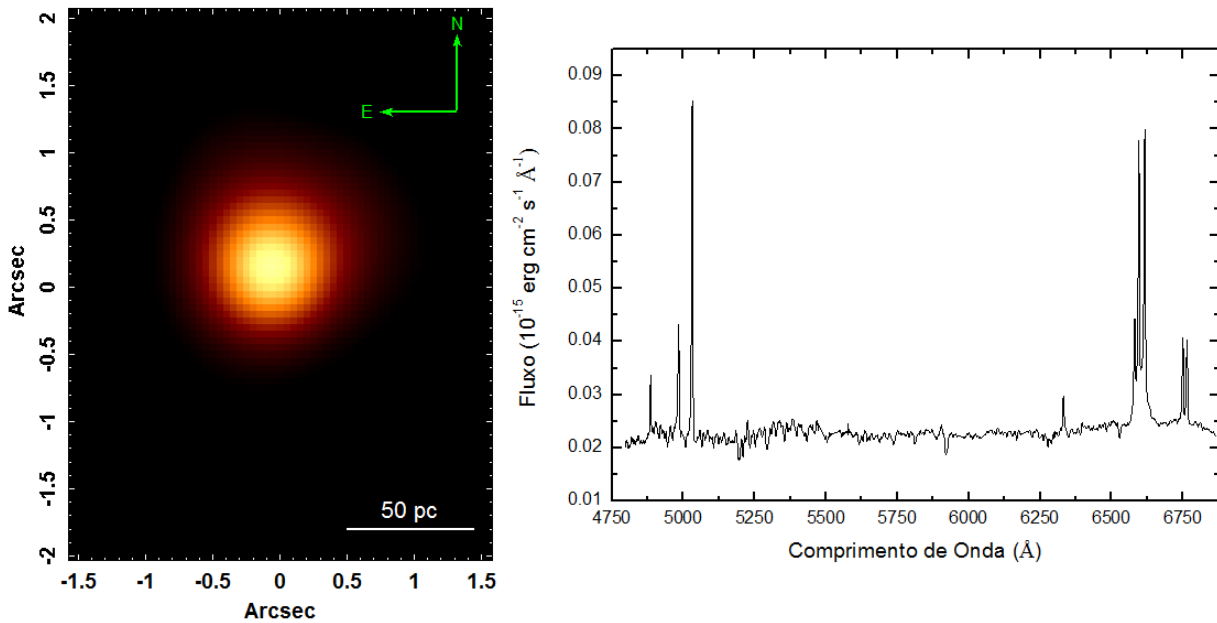 2
1.5
1
0.5
0
-0.5
-1
-1.5
-2
Arcsec
N
E
50 pc
-1.5 -1 -0.5 0 0.5 1 1.5
Arcsec
0.09
0.08
0.07
0.06
0.05
0.04
0.03
0.02
0.01
Fluxo (10⁻¹⁵ erg cm⁻² s⁻¹ Å⁻¹)
4750 5000 5250 5500 5750 6000 6250 6500 6750
Comprimento de Onda (Å)